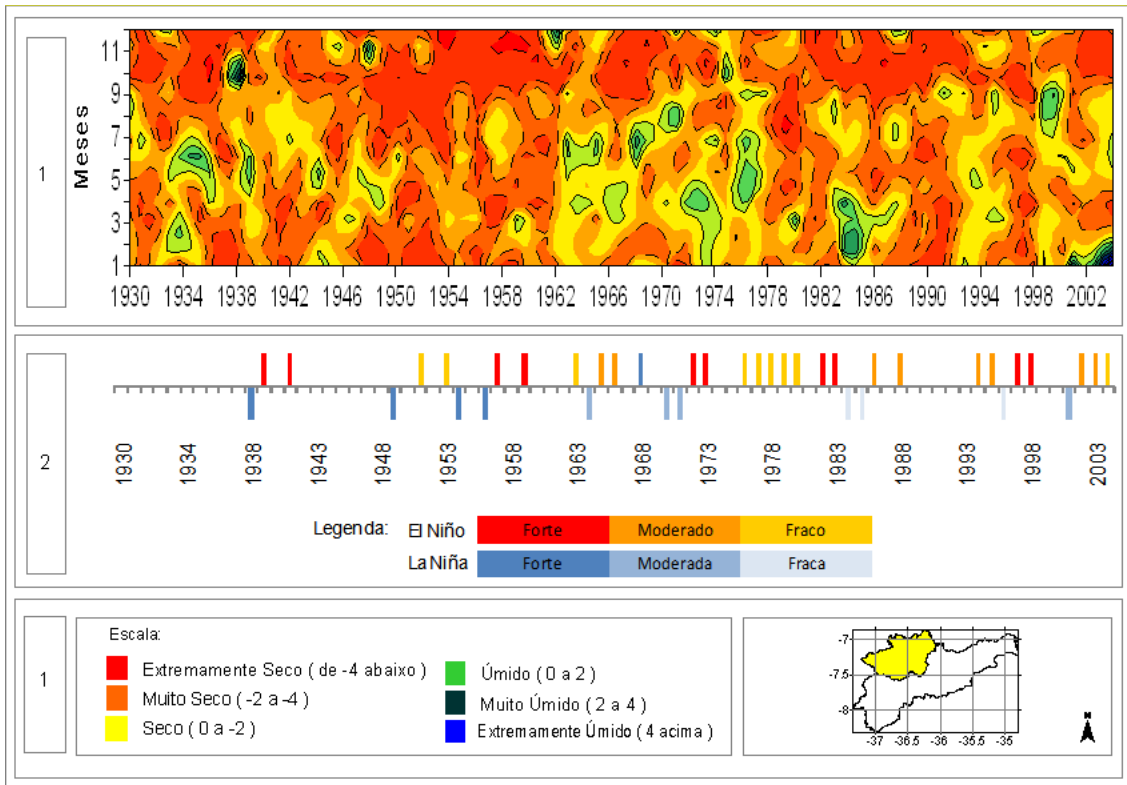 1
Meses
11
9
7
5
3
1
1930 1934 1938 1942 1946 1950 1954 1958 1962 1966 1970 1974 1978 1982 1986 1990 1994 1998 2002
2
1930 1934 1938 1943 1948 1953 1958 1963 1968 1973 1978 1983 1988 1993 1998 2003
Legenda: El Niño Forte Moderado Fraco
La Niña Forte Moderada Fraca
1
Escala:
Extremamente Seco ( de -4 abaixo )
Muito Seco ( -2 a -4 )
Seco ( 0 a -2 )
Úmido ( 0 a 2 )
Muito Úmido ( 2 a 4 )
Extremamente Úmido ( 4 acima )
-7
-7.5
-8
-37 -36.5 -36 -35.5 -35
N